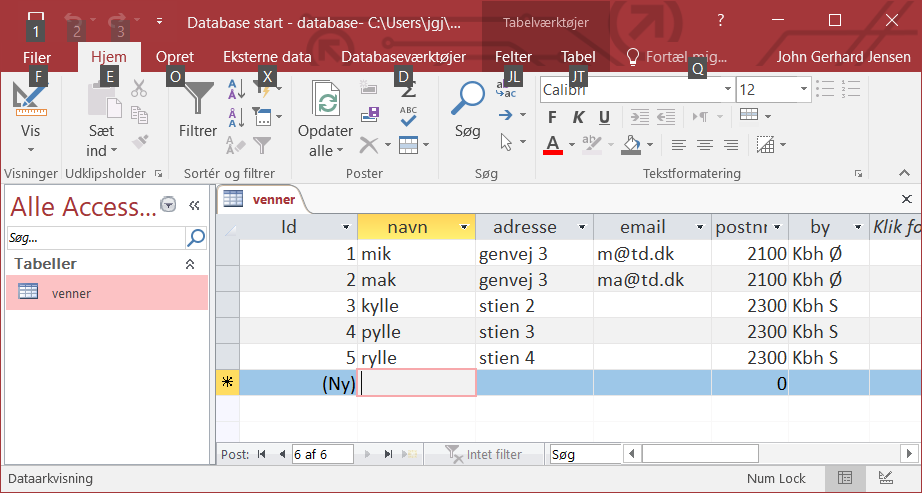 Database start - database- C:\Users\jgj\...
Tabelværktøjer
?
1
2
3
Filer
Hjem
Opret
Eksterne data
Databaseværktøjer
Felter
Tabel
Fortæl mig...
John Gerhard Jensen
F
E
O
X
D
JL
JT
Q
Vis
Sæt
ind
Filtrer
Opdater
alle
ABC
Søg
ab
ac
Calibri
12
F K U
A
Visninger
Udklipsholder
Sortér og filtrer
Poster
Søg
Tekstformatering
Alle Access...
Søg...
Tabeller
venner
venner
Id navn adresse email postnr by Klik fo
1 mik genvej 3 m@td.dk 2100 Kbh Ø
2 mak genvej 3 ma@td.dk 2100 Kbh Ø
3 kylle stien 2 2300 Kbh S
4 pylle stien 3 2300 Kbh S
5 rylle stien 4 2300 Kbh S
(Ny) 0
Post: 6 af 6 Intet filter Søg
Dataarkvisning
Num Lock